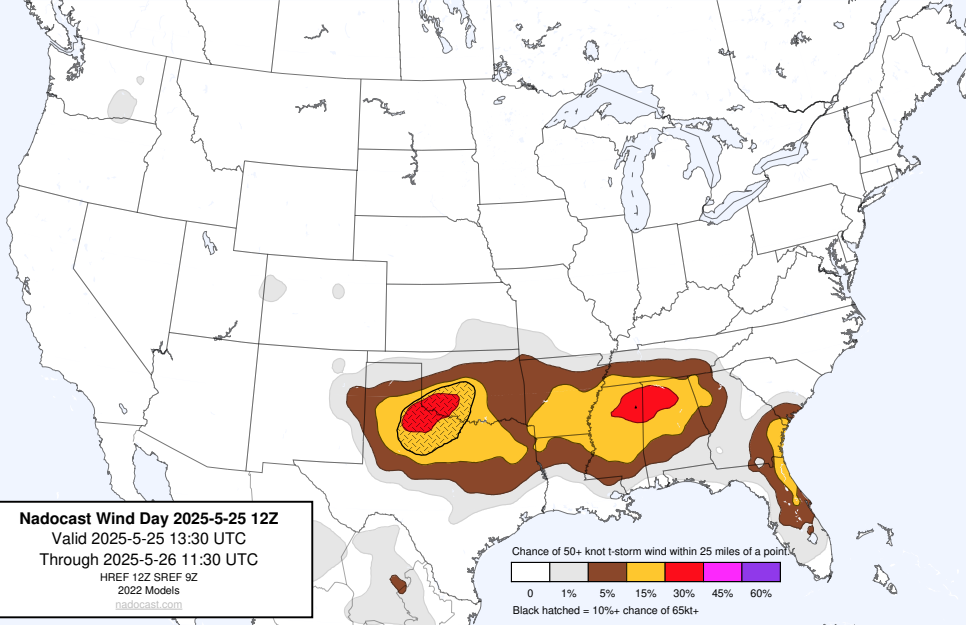 Nadocast Wind Day 2025-5-25 12Z
Valid 2025-5-25 13:30 UTC
Through 2025-5-26 11:30 UTC
HREF 12Z SREF 9Z
2022 Models
nadocast.com
Chance of 50+ knot t-storm wind within 25 miles of a point.
0 1% 5% 15% 30% 45% 60%
Black hatched = 10%+ chance of 65kt+